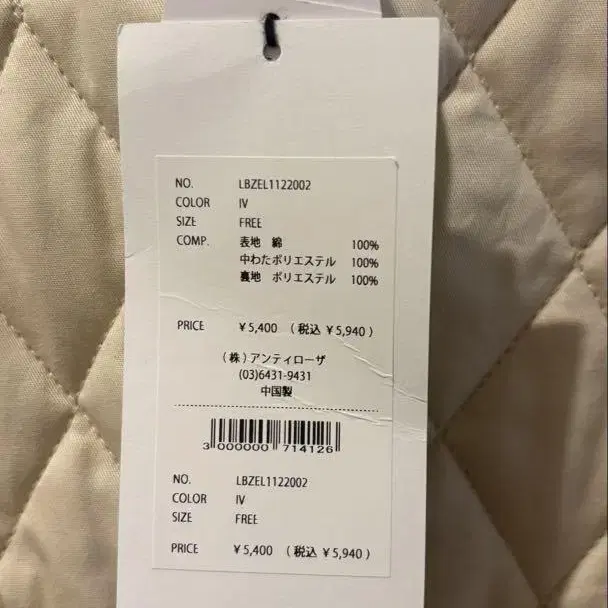 NO. LBZEL1122002
COLOR IV
SIZE FREE
COMP. 表地 綿 100%
中わたポリエステル 100%
裏地 ポリエステル 100%
PRICE ¥5,400 (税込 ¥5,940)
(株)アンティローザ
(03)6431-9431
中国製
3 000000 714126
NO. LBZEL1122002
COLOR IV
SIZE FREE
PRICE ¥5,400 (税込 ¥5,940)